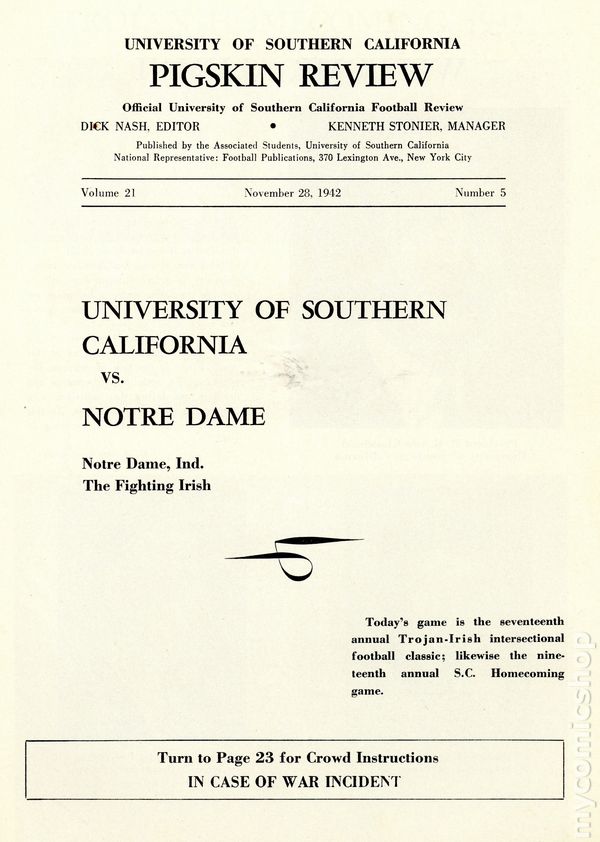 UNIVERSITY OF SOUTHERN CALIFORNIA
PIGSKIN REVIEW
Official University of Southern California Football Review
DICK NASH, EDITOR • KENNETH STONIER, MANAGER
Published by the Associated Students, University of Southern California
National Representative: Football Publications, 370 Lexington Ave., New York City
Volume 21 November 28, 1942 Number 5
UNIVERSITY OF SOUTHERN
CALIFORNIA
VS.
NOTRE DAME
Notre Dame, Ind.
The Fighting Irish
Today's game is the seventeenth
annual Trojan-Irish intersectional
football classic; likewise the nine-
teenth annual S.C. Homecoming
game.
Turn to Page 23 for Crowd Instructions
IN CASE OF WAR INCIDENT
mycomicshop